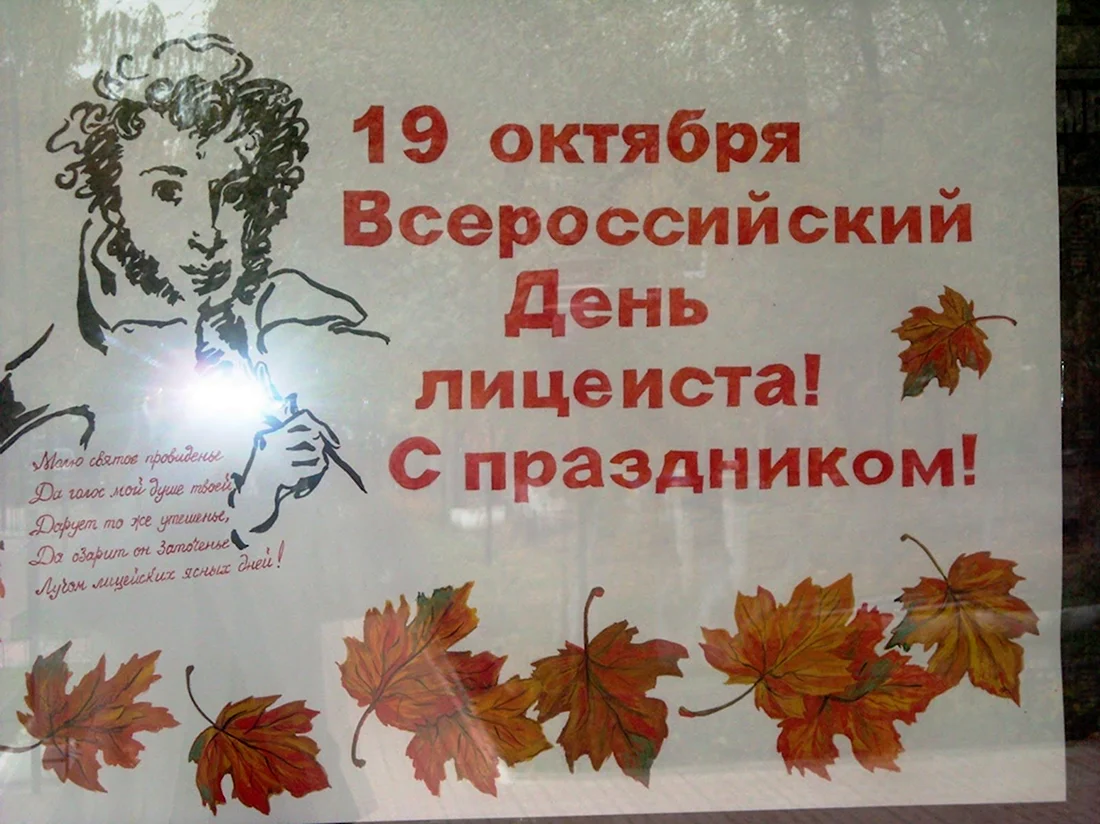 19 октября
Всероссийский
День
лицеиста!
С праздником!
Молю святое провиденье
Да голос мой душе твоей
Дарует то же утешенье,
Да озарит он Заточенье
Лучом лицейских ясных дней!